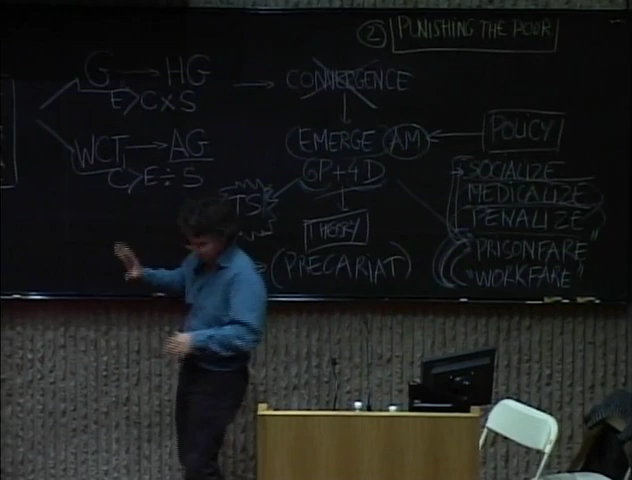 ② PUNISHING THE POOR
G → HG → CONVERGENCE
E > C x S
WCT → AG
C > E ÷ S
EMERGE AM ← POLICY
GP + 4D
TS
THEORY
(PRECARIAT)
SOCIALIZE
MEDICALIZE
PENALIZE
PRISONFARE"
"WORKFARE"